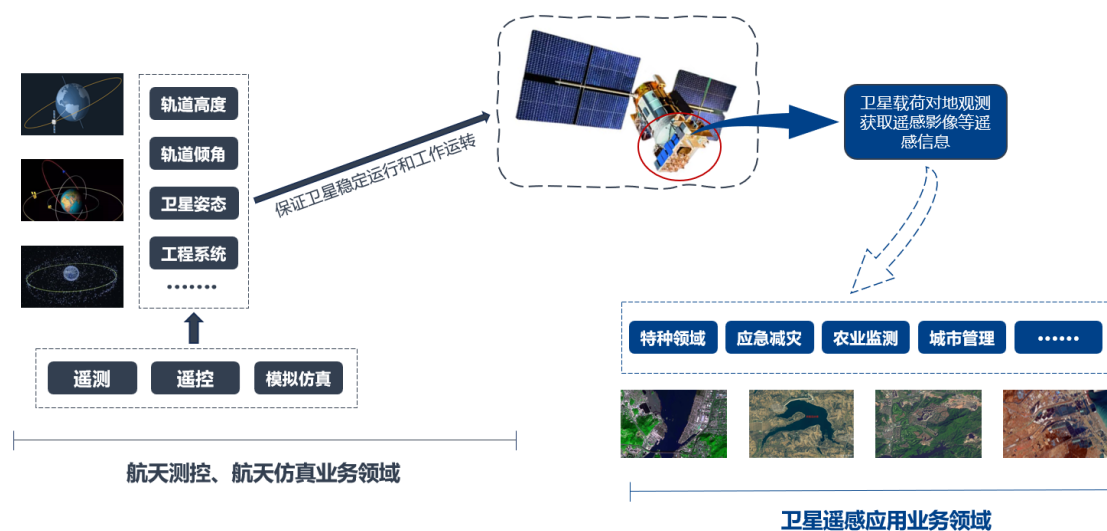 轨道高度
轨道倾角
卫星姿态
工程系统
•••••••
遥测
遥控
模拟仿真
航天测控、航天仿真业务领域
保证卫星稳定运行和工作运转
卫星载荷对地观测
获取遥感影像等遥
感信息
特种领域
应急减灾
农业监测
城市管理
••••••
卫星遥感应用业务领域